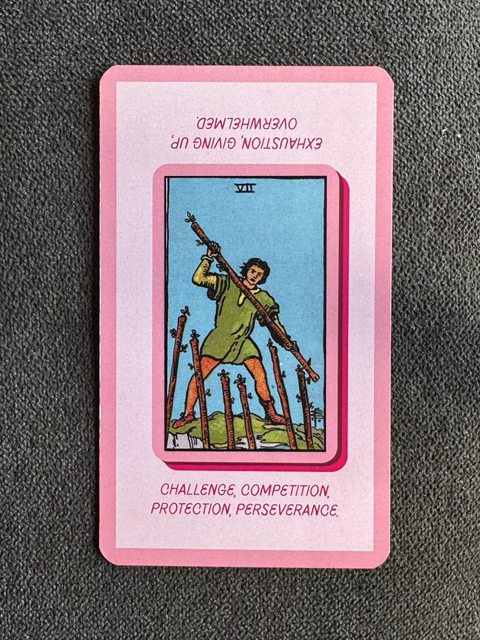 EXHAUSTION, GIVING UP,
OVERWHELMED.
VII
CHALLENGE, COMPETITION,
PROTECTION, PERSEVERANCE.